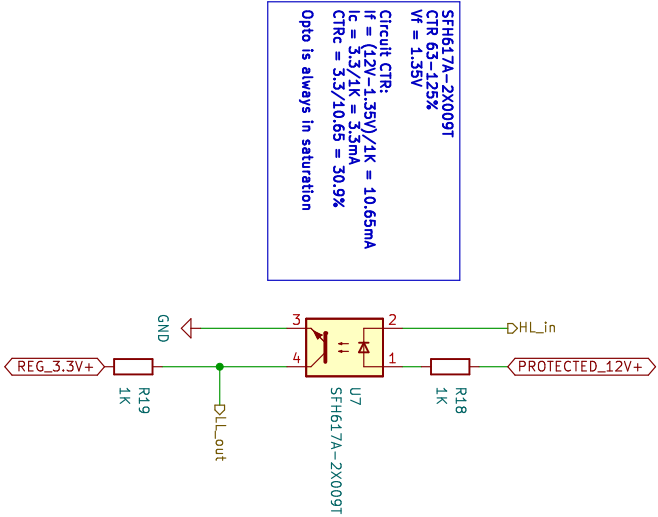 SFH617A-2X009T
CTR 63-125%
Vf = 1.35V
Circuit CTR:
If = (12V-1.35V)/1K = 10.65mA
Ic = 3.3/1K = 3.3mA
CTRc = 3.3/10.65 = 30.9%
Opto is always in saturation
GND
3
2
HL_in
REG_3.3V+
4
1
PROTECTED_12V+
R19
1K
LL_out
U7
SFH617A-2X009T
R18
1K